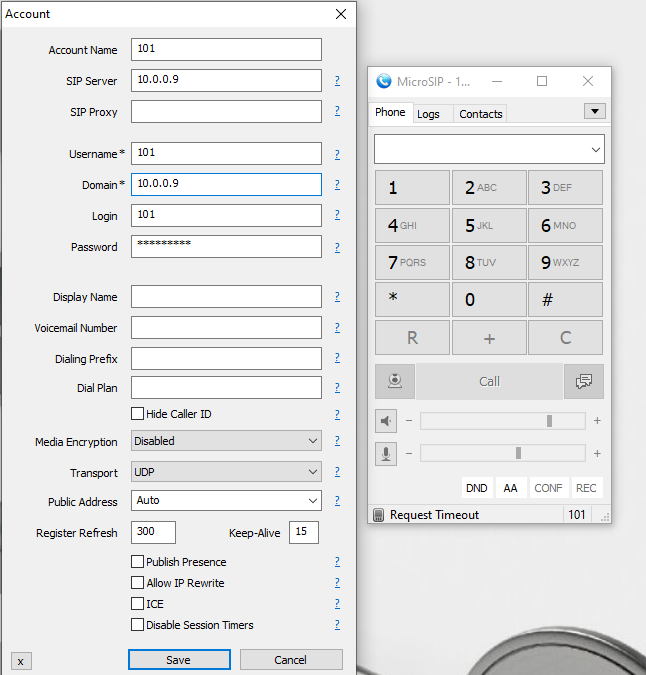 Account
Account Name 101
SIP Server 10.0.0.9 ?
SIP Proxy ?
Username * 101 ?
Domain * 10.0.0.9 ?
Login 101 ?
Password ********* ?
Display Name ?
Voicemail Number ?
Dialing Prefix ?
Dial Plan ?
Hide Caller ID ?
Media Encryption Disabled ?
Transport UDP ?
Public Address Auto ?
Register Refresh 300 Keep-Alive 15 ?
Publish Presence ?
Allow IP Rewrite ?
ICE ?
Disable Session Timers ?
x Save Cancel
MicroSIP - 1...
Phone Logs Contacts
1 2 ABC 3 DEF
4 GHI 5 JKL 6 MNO
7 PQRS 8 TUV 9 WXYZ
* 0 #
R + C
Call
- +
- +
DND AA CONF REC
Request Timeout 101